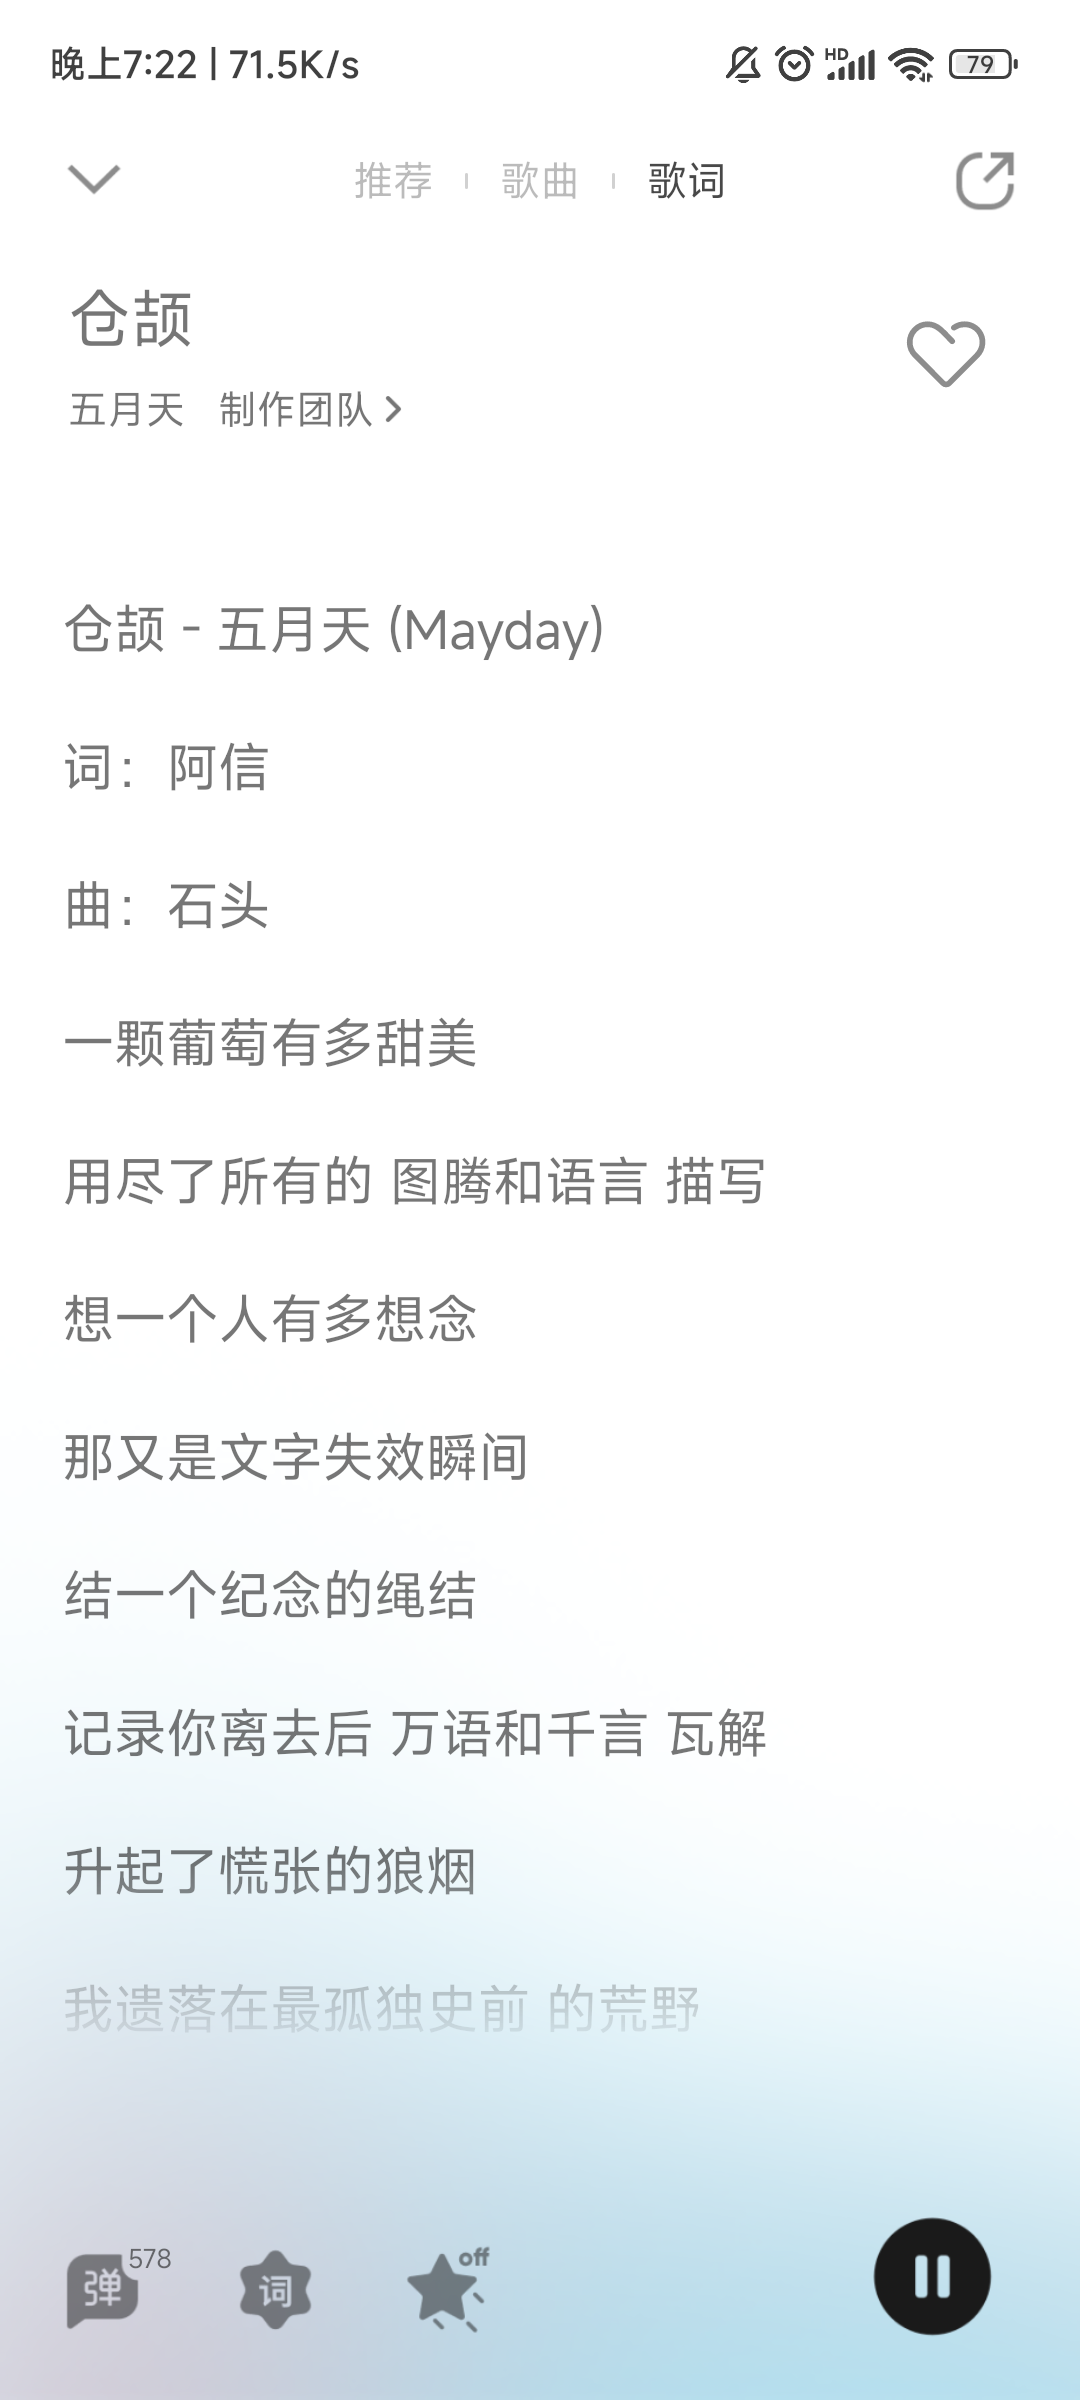 晚上7:22 | 71.5K/s HD 79
推荐 歌曲 歌词
仓颉
五月天 制作团队
仓颉 - 五月天 (Mayday)
词：阿信
曲：石头
一颗葡萄有多甜美
用尽了所有的 图腾和语言 描写
想一个人有多想念
那又是文字失效瞬间
结一个纪念的绳结
记录你离去后 万语和千言 瓦解
升起了慌张的狼烟
我遗落在最孤独史前 的荒野
弹 578 词 off